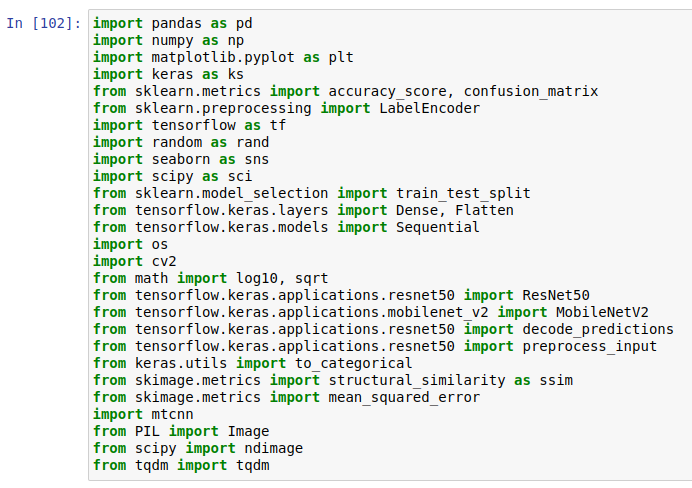 In [102]: import pandas as pd
import numpy as np
import matplotlib.pyplot as plt
import keras as ks
from sklearn.metrics import accuracy_score, confusion_matrix
from sklearn.preprocessing import LabelEncoder
import tensorflow as tf
import random as rand
import seaborn as sns
import scipy as sci
from sklearn.model_selection import train_test_split
from tensorflow.keras.layers import Dense, Flatten
from tensorflow.keras.models import Sequential
import os
import cv2
from math import log10, sqrt
from tensorflow.keras.applications.resnet50 import ResNet50
from tensorflow.keras.applications.mobilenet_v2 import MobileNetV2
from tensorflow.keras.applications.resnet50 import decode_predictions
from tensorflow.keras.applications.resnet50 import preprocess_input
from keras.utils import to_categorical
from skimage.metrics import structural_similarity as ssim
from skimage.metrics import mean_squared_error
import mtcnn
from PIL import Image
from scipy import ndimage
from tqdm import tqdm